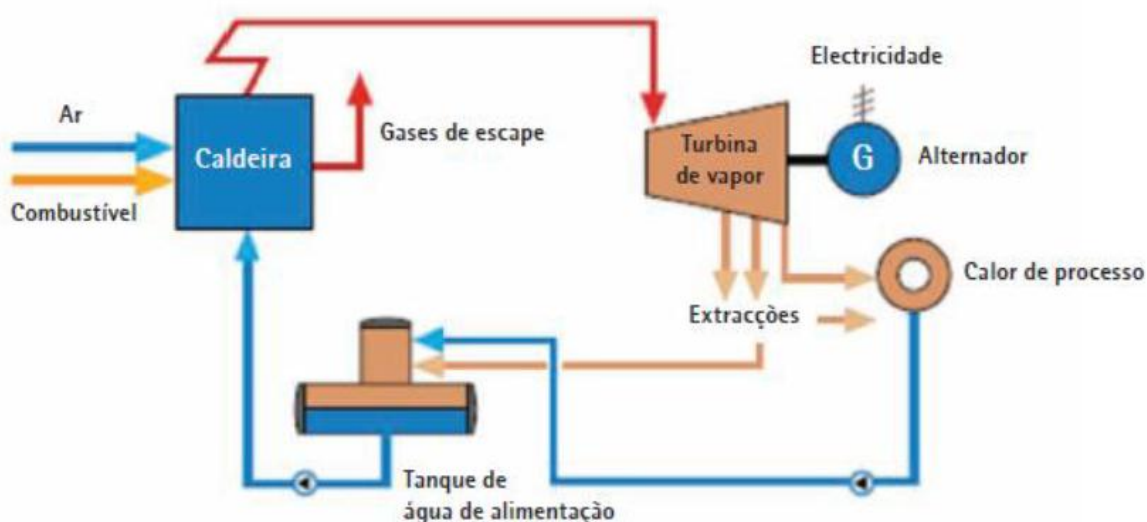 Electricidade
Ar
Gases de escape
Caldeira
Turbina
de vapor
G
Alternador
Combustível
Calor de processo
Extracções
Tanque de
água de alimentação